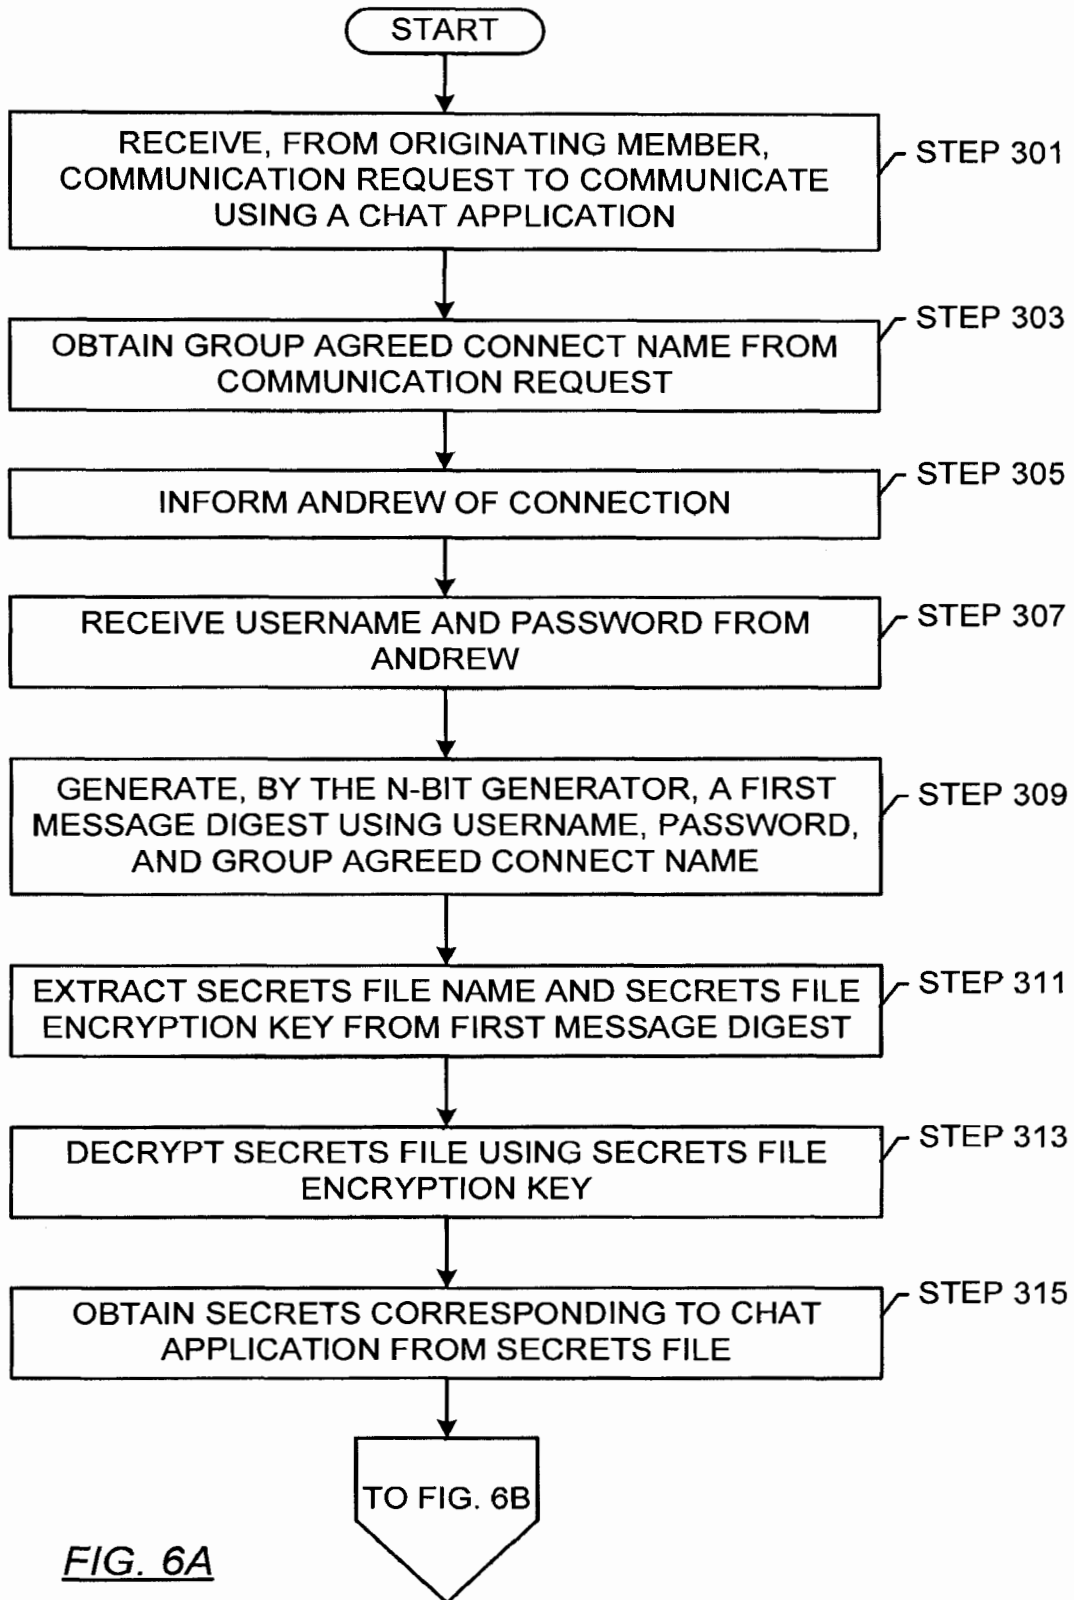 START
RECEIVE, FROM ORIGINATING MEMBER,
COMMUNICATION REQUEST TO COMMUNICATE
USING A CHAT APPLICATION
STEP 301
OBTAIN GROUP AGREED CONNECT NAME FROM
COMMUNICATION REQUEST
STEP 303
INFORM ANDREW OF CONNECTION
STEP 305
RECEIVE USERNAME AND PASSWORD FROM
ANDREW
STEP 307
GENERATE, BY THE N-BIT GENERATOR, A FIRST
MESSAGE DIGEST USING USERNAME, PASSWORD,
AND GROUP AGREED CONNECT NAME
STEP 309
EXTRACT SECRETS FILE NAME AND SECRETS FILE
ENCRYPTION KEY FROM FIRST MESSAGE DIGEST
STEP 311
DECRYPT SECRETS FILE USING SECRETS FILE
ENCRYPTION KEY
STEP 313
OBTAIN SECRETS CORRESPONDING TO CHAT
APPLICATION FROM SECRETS FILE
STEP 315
TO FIG. 6B
FIG. 6A